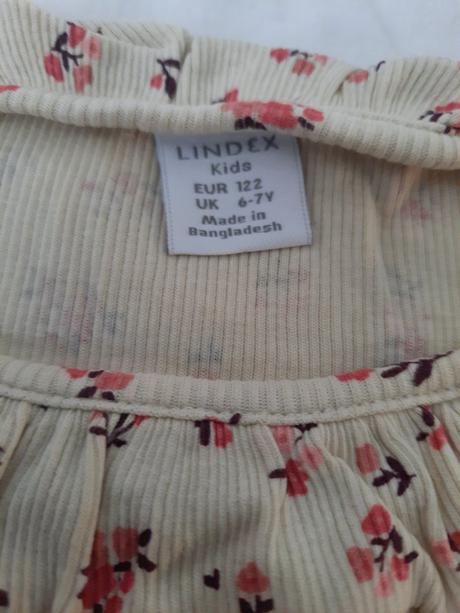 LINDEX
Kids
EUR 122
UK 6-7Y
Made in
Bangladesh